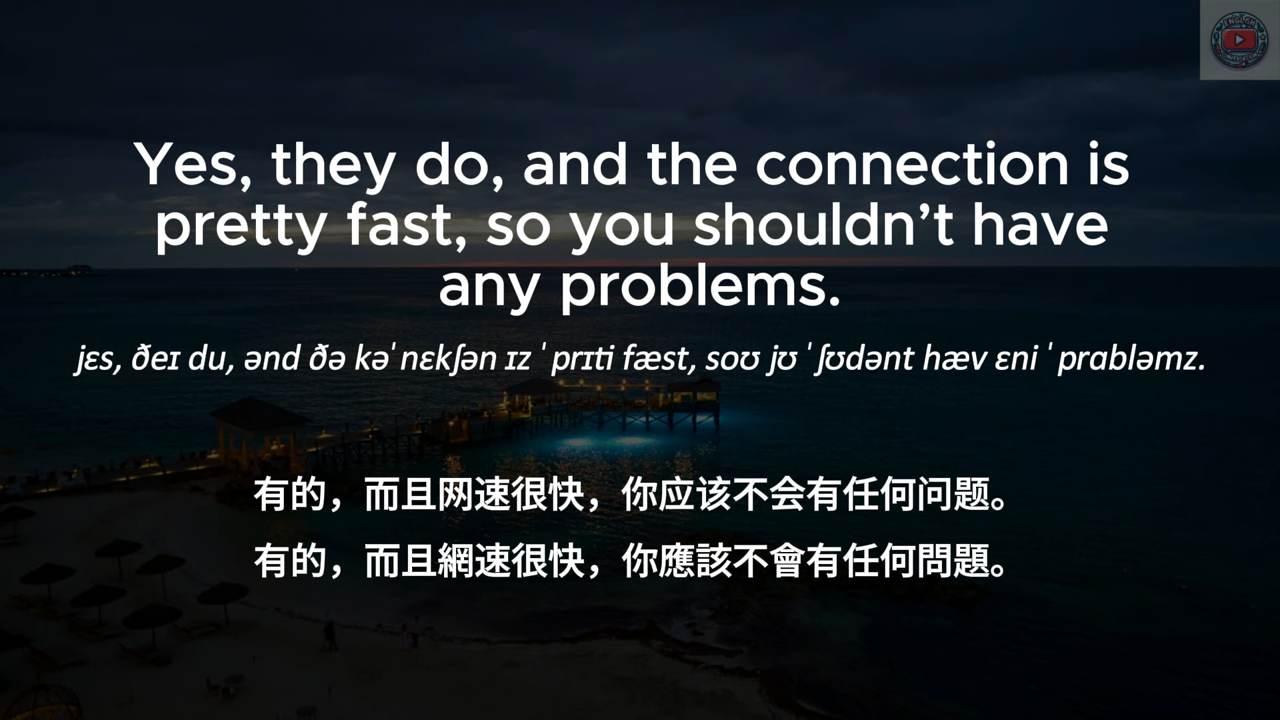 Yes, they do, and the connection is
pretty fast, so you shouldn’t have
any problems.
jɛs, ðeɪ du, ənd ðə kəˈnɛkʃən ɪz ˈprɪti fæst, soʊ jʊ ˈʃʊdənt hæv ɛni ˈprɑbləmz.
有的，而且网速很快，你应该不会有任何问题。
有的，而且網速很快，你應該不會有任何問題。